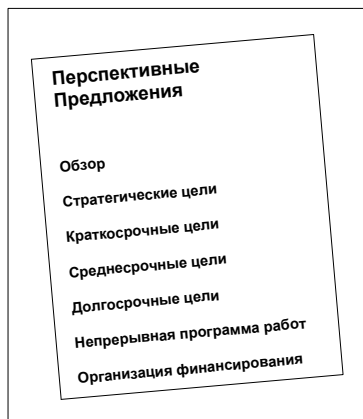 Перспективные
Предложения
Обзор
Стратегические цели
Краткосрочные цели
Среднесрочные цели
Долгосрочные цели
Непрерывная программа работ
Организация финансирования